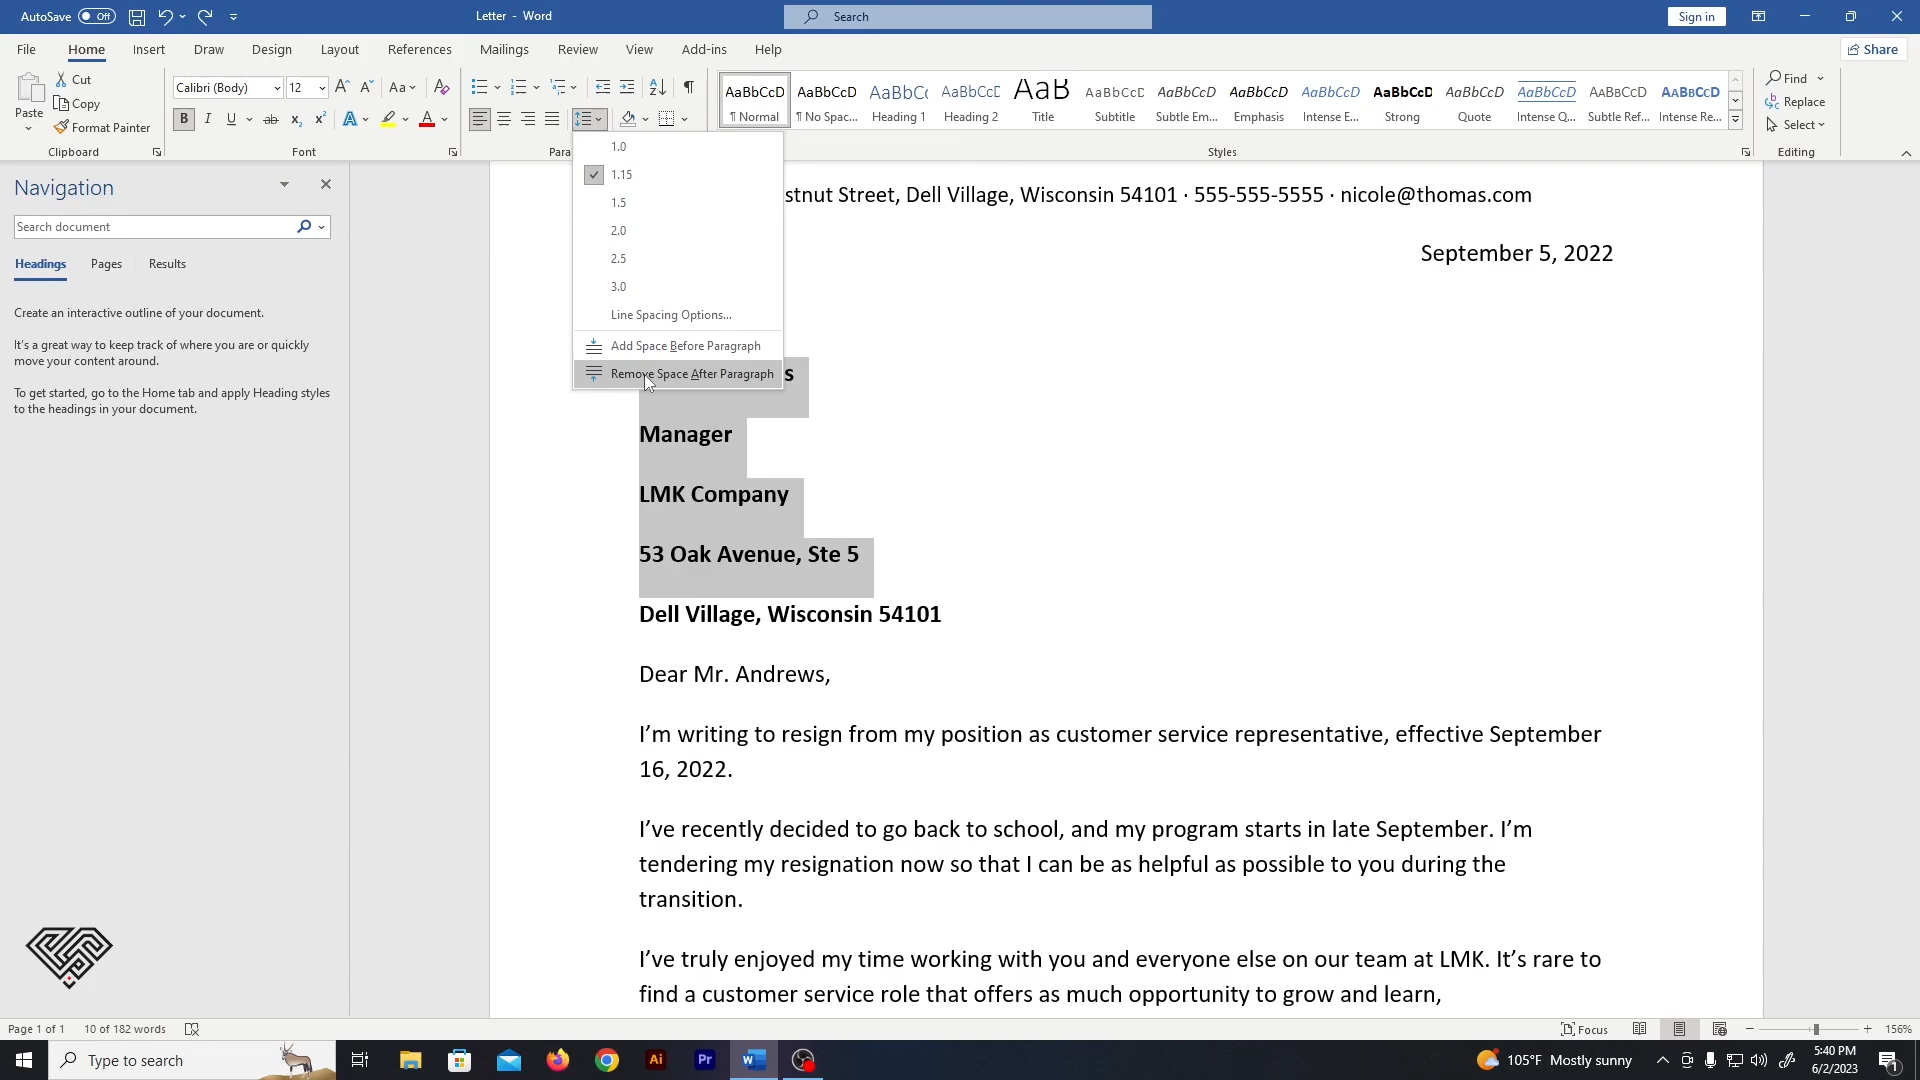 AutoSave Off
Letter - Word
Search
Sign in
File Home Insert Draw Design Layout References Mailings Review View Add-ins Help
Share
Paste
Cut
Copy
Format Painter
Clipboard
Calibri (Body) 12
Aa
B I U ab x₂ x²
Font
Para
AaBbCcD AaBbCcD AaBbC AaBbCcD AaB AaBbCcD AaBbCcD AaBbCcD AaBbCcD AaBbCcD AaBbCcD AaBbCcD AABBCCD AABBCCD
¶ Normal ¶ No Spac... Heading 1 Heading 2 Title Subtitle Subtle Em... Emphasis Intense E... Strong Quote Intense Q... Subtle Ref... Intense Re...
Styles
Find
Replace
Select
Editing
1.0
1.15
1.5
2.0
2.5
3.0
Line Spacing Options...
Add Space Before Paragraph
Remove Space After Paragraph
Navigation
Search document
Headings Pages Results
Create an interactive outline of your document.
It's a great way to keep track of where you are or quickly
move your content around.
To get started, go to the Home tab and apply Heading styles
to the headings in your document.
stnut Street, Dell Village, Wisconsin 54101 · 555-555-5555 · nicole@thomas.com
September 5, 2022
s
Manager
LMK Company
53 Oak Avenue, Ste 5
Dell Village, Wisconsin 54101
Dear Mr. Andrews,
I'm writing to resign from my position as customer service representative, effective September
16, 2022.
I've recently decided to go back to school, and my program starts in late September. I'm
tendering my resignation now so that I can be as helpful as possible to you during the
transition.
I've truly enjoyed my time working with you and everyone else on our team at LMK. It's rare to
find a customer service role that offers as much opportunity to grow and learn,
Page 1 of 1 10 of 182 words
Focus
156%
Type to search
Ai
Pr
105°F Mostly sunny
5:40 PM
6/2/2023
1